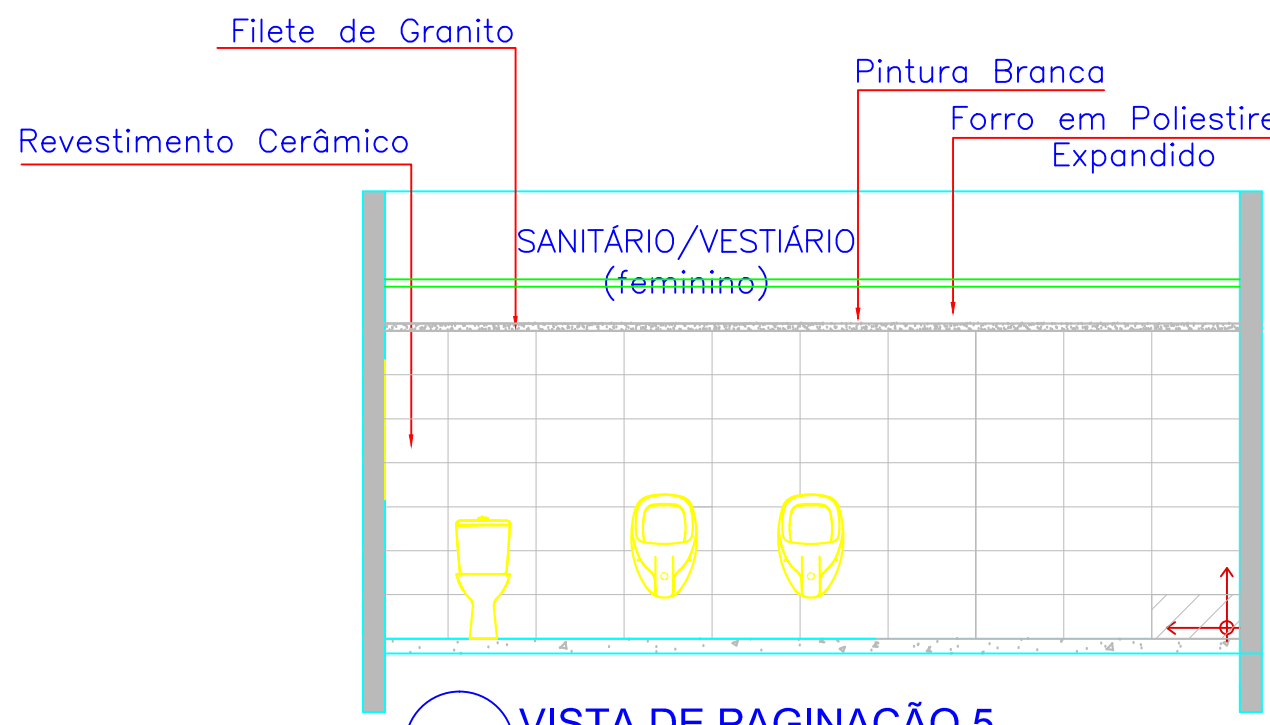 Filete de Granito
Pintura Branca
Forro em Poliestire
Expandido
Revestimento Cerâmico
SANITÁRIO/VESTIÁRIO
(feminino)
VISTA DE PAGINAÇÃO 5